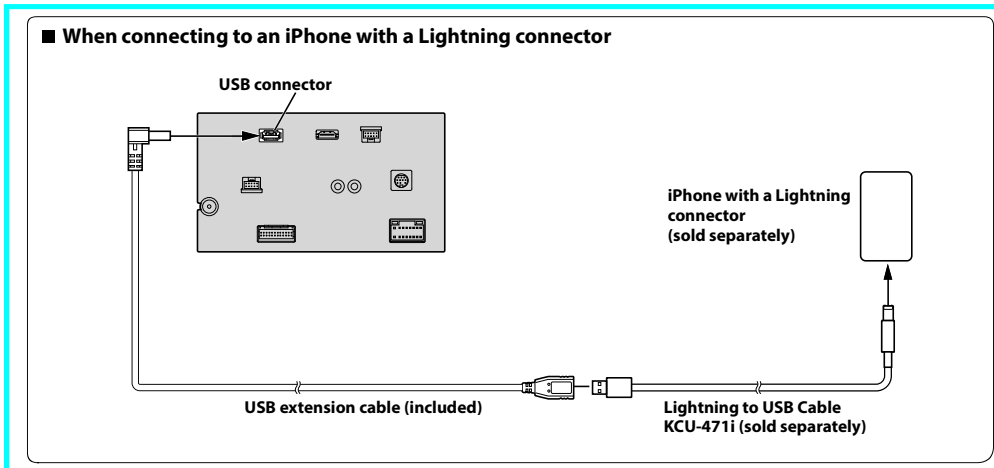 ■ When connecting to an iPhone with a Lightning connector
USB connector
iPhone with a Lightning
connector
(sold separately)
USB extension cable (included)
Lightning to USB Cable
KCU-471i (sold separately)